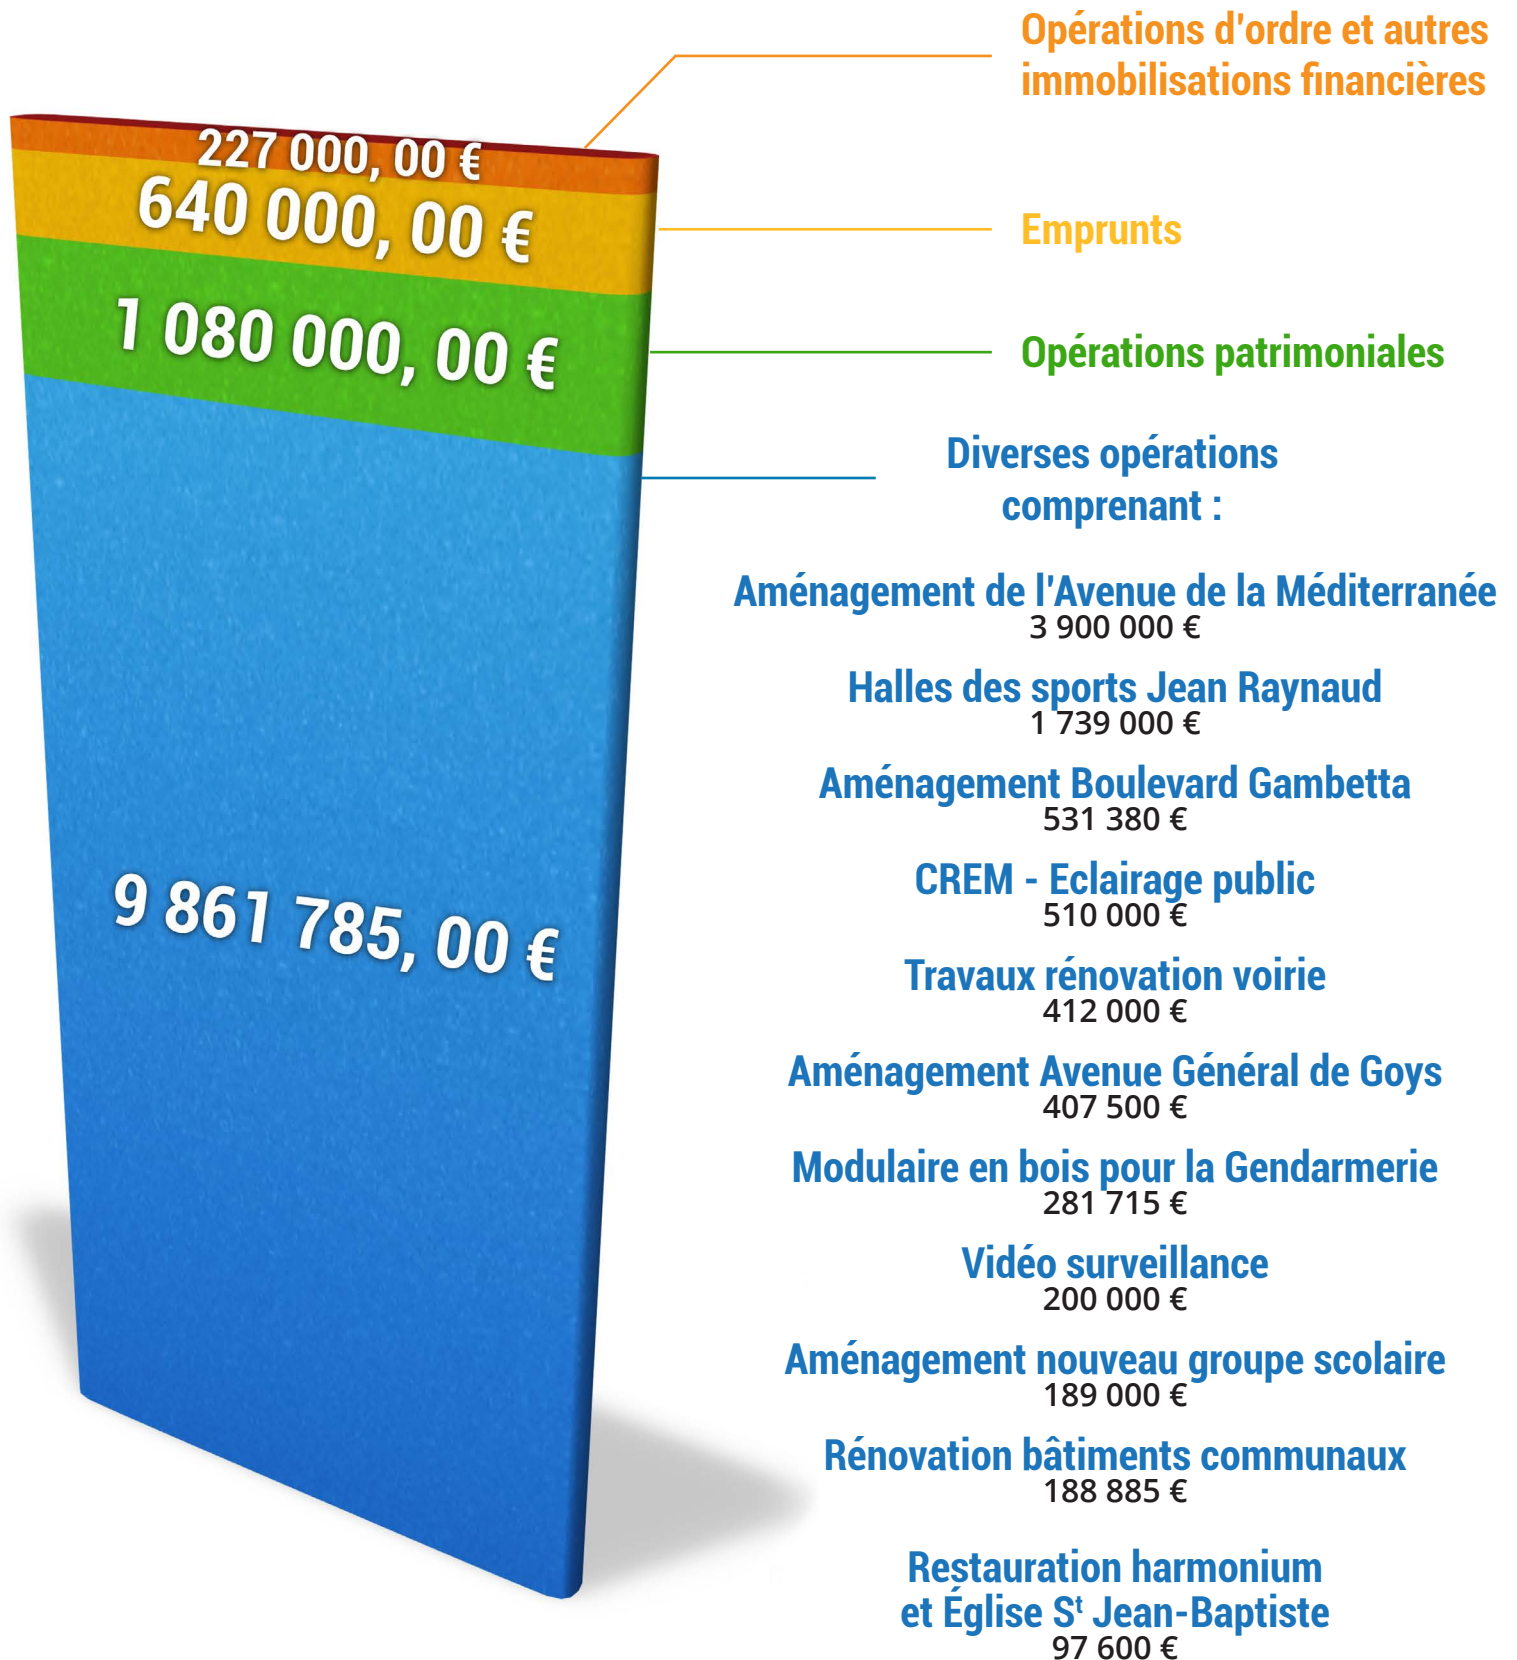 Opérations d'ordre et autres
immobilisations financières
227 000, 00 €
640 000, 00 €
Emprunts
1 080 000, 00 €
Opérations patrimoniales
Diverses opérations
comprenant :
Aménagement de l'Avenue de la Méditerranée
3 900 000 €
Halles des sports Jean Raynaud
1 739 000 €
Aménagement Boulevard Gambetta
531 380 €
CREM - Eclairage public
510 000 €
9 861 785, 00 €
Travaux rénovation voirie
412 000 €
Aménagement Avenue Général de Goys
407 500 €
Modulaire en bois pour la Gendarmerie
281 715 €
Vidéo surveillance
200 000 €
Aménagement nouveau groupe scolaire
189 000 €
Rénovation bâtiments communaux
188 885 €
Restauration harmonium
et Église St Jean-Baptiste
97 600 €